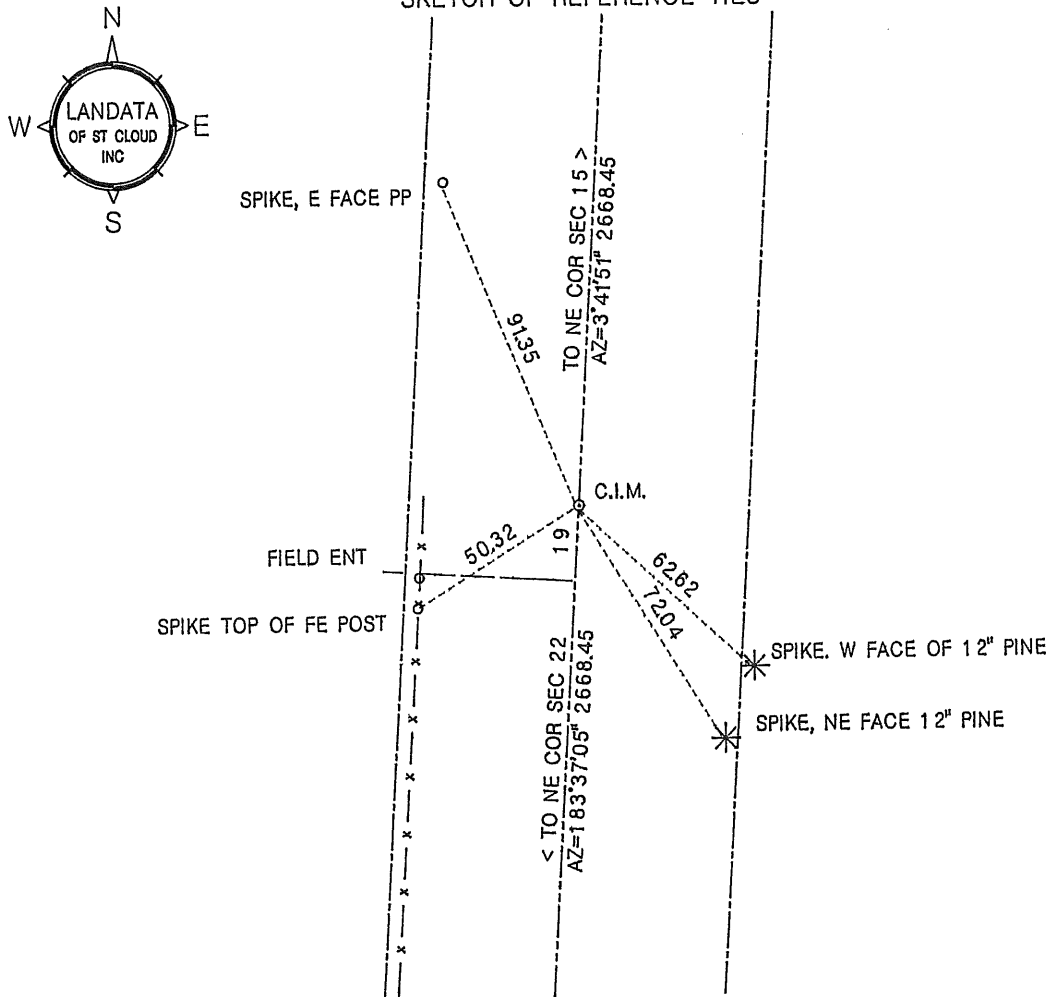 SKETCH OF REFERENCE TIES
N
W
E
S
LANDATA
OF ST CLOUD
INC
SPIKE, E FACE PP
91.35
TO NE COR SEC 15 >
AZ=3°41'51" 2668.45
C.I.M.
FIELD ENT
50.32
19
62.62
72.04
SPIKE TOP OF FE POST
SPIKE. W FACE OF 12" PINE
SPIKE, NE FACE 12" PINE
< TO NE COR SEC 22
AZ=183°37'05" 2668.45